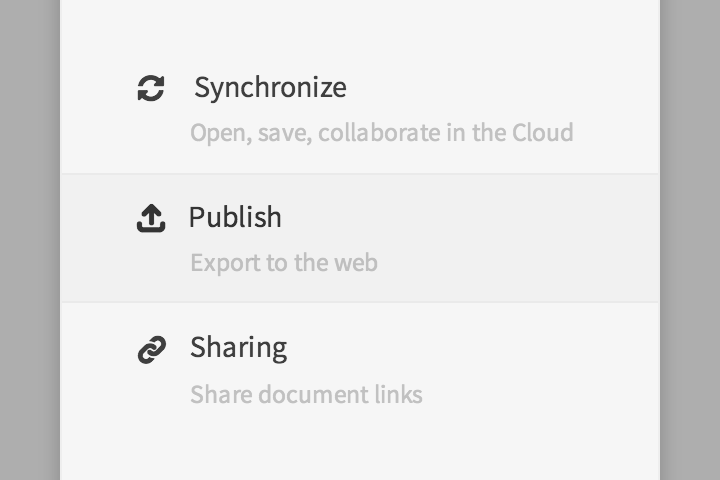 Synchronize
Open, save, collaborate in the Cloud
Publish
Export to the web
Sharing
Share document links